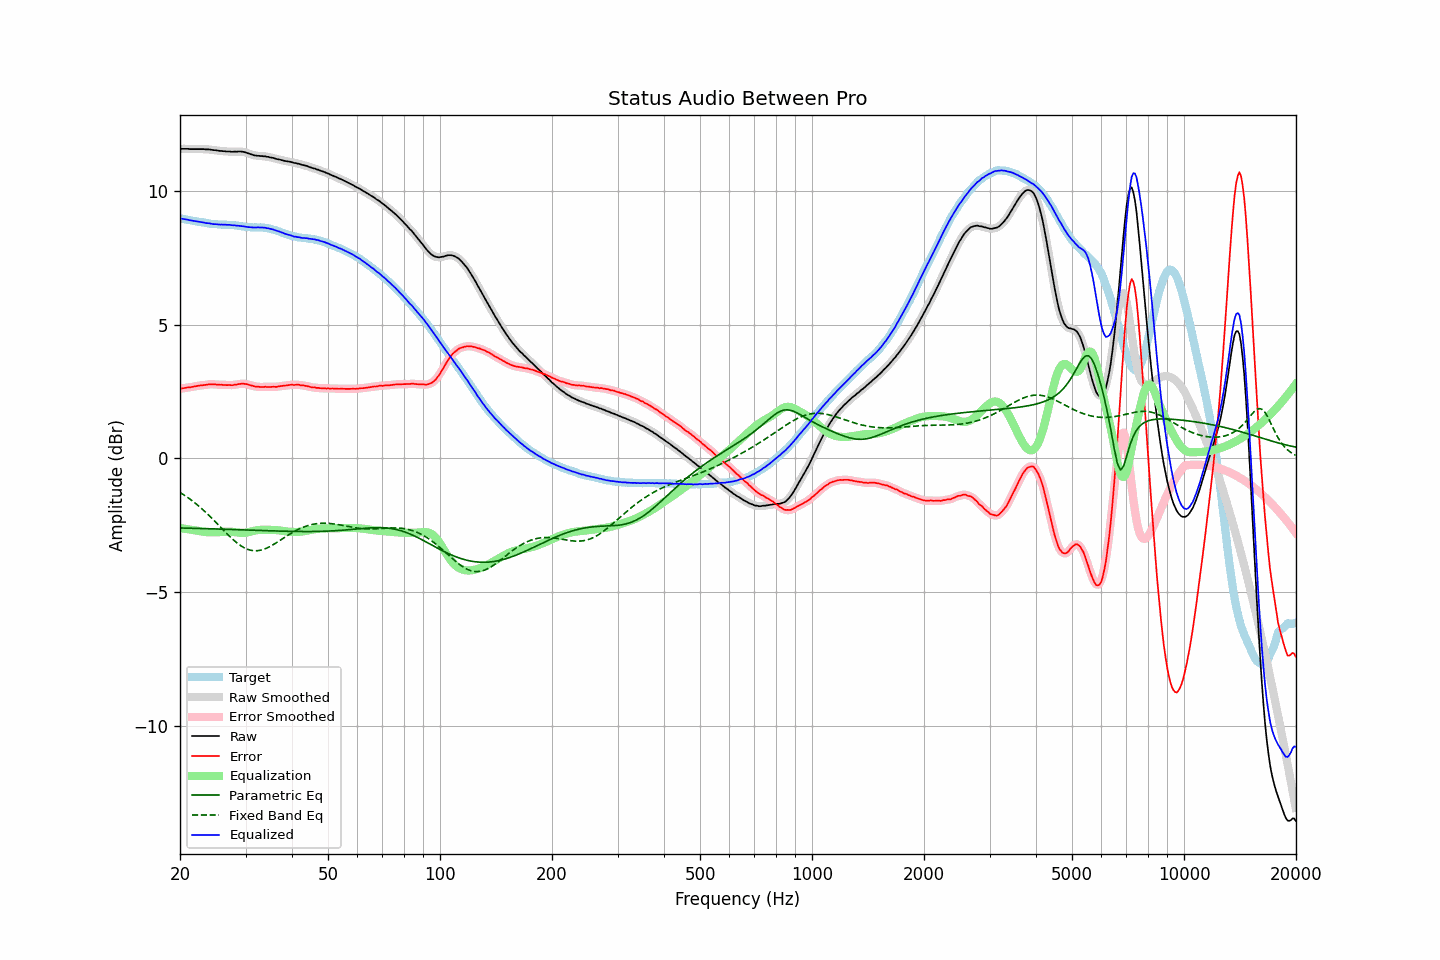 Status Audio Between Pro
Amplitude (dBr)
10
5
0
−5
−10
Target
Raw Smoothed
Error Smoothed
Raw
Error
Equalization
Parametric Eq
Fixed Band Eq
Equalized
20 50 100 200 500 1000 2000 5000 10000 20000
Frequency (Hz)